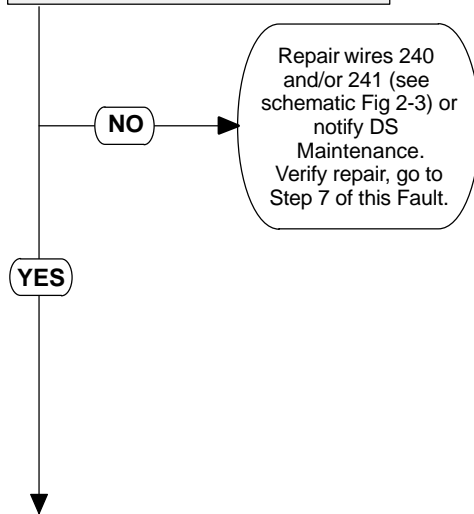 Repair wires 240
and/or 241 (see
schematic Fig 2-3) or
notify DS
Maintenance.
Verify repair, go to
Step 7 of this Fault.
NO
YES